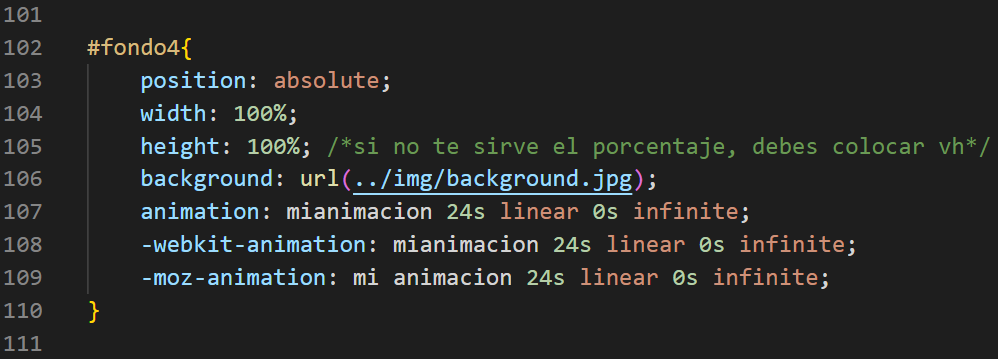 101
102 #fondo4{
103 position: absolute;
104 width: 100%;
105 height: 100%; /*si no te sirve el porcentaje, debes colocar vh*/
106 background: url(../img/background.jpg);
107 animation: mianimacion 24s linear 0s infinite;
108 -webkit-animation: mianimacion 24s linear 0s infinite;
109 -moz-animation: mi animacion 24s linear 0s infinite;
110 }
111